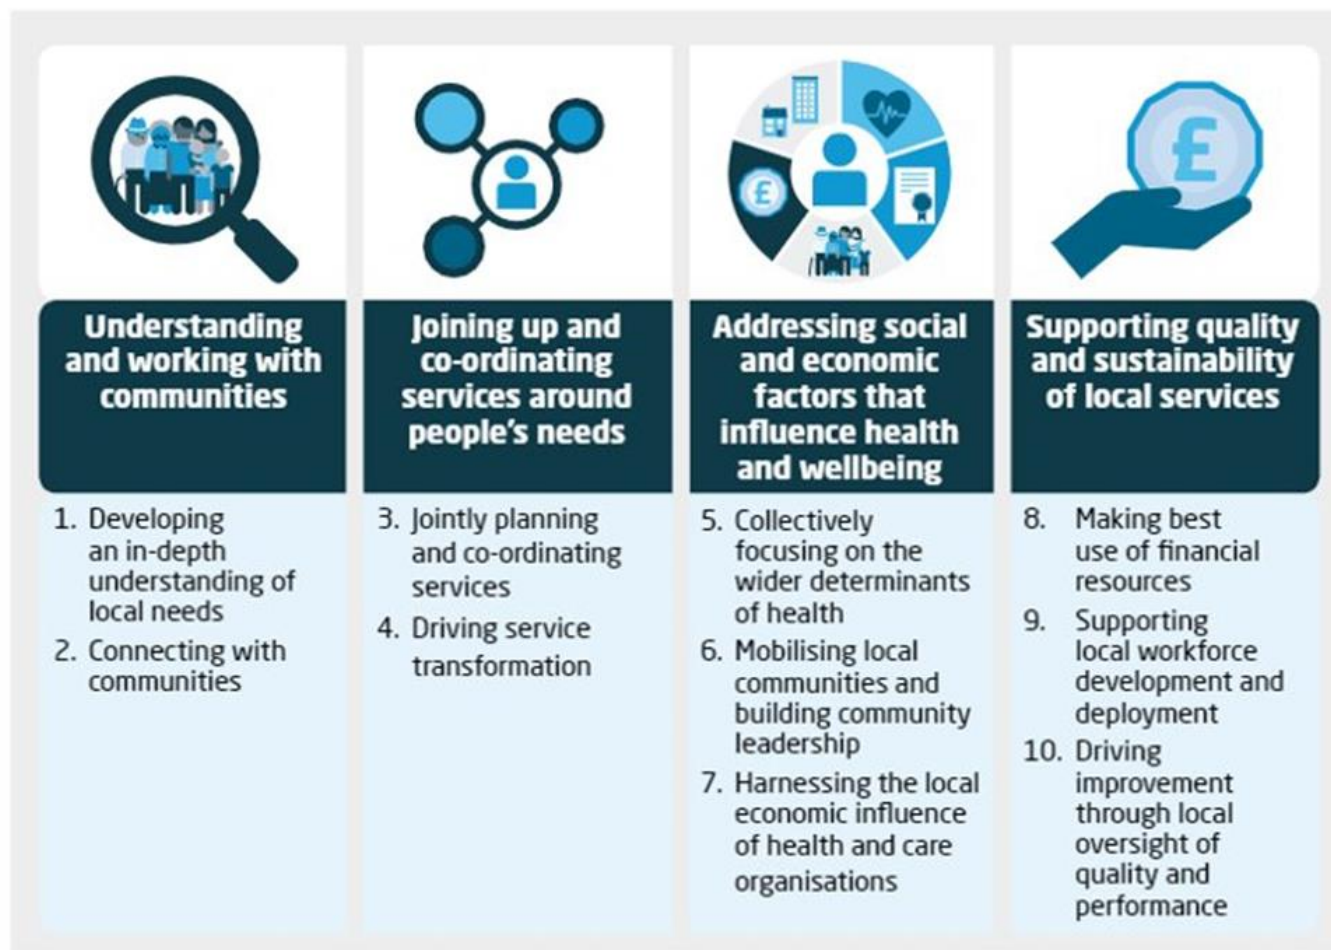 £
£
Understanding
and working with
communities
1. Developing
an in-depth
understanding of
local needs
2. Connecting with
communities
Joining up and
co-ordinating
services around
people's needs
3. Jointly planning
and co-ordinating
services
4. Driving service
transformation
Addressing social
and economic
factors that
influence health
and wellbeing
5. Collectively
focusing on the
wider determinants
of health
6. Mobilising local
communities and
building community
leadership
7. Harnessing the local
economic influence
of health and care
organisations
Supporting quality
and sustainability
of local services
8. Making best
use of financial
resources
9. Supporting
local workforce
development and
deployment
10. Driving
improvement
through local
oversight of
quality and
performance